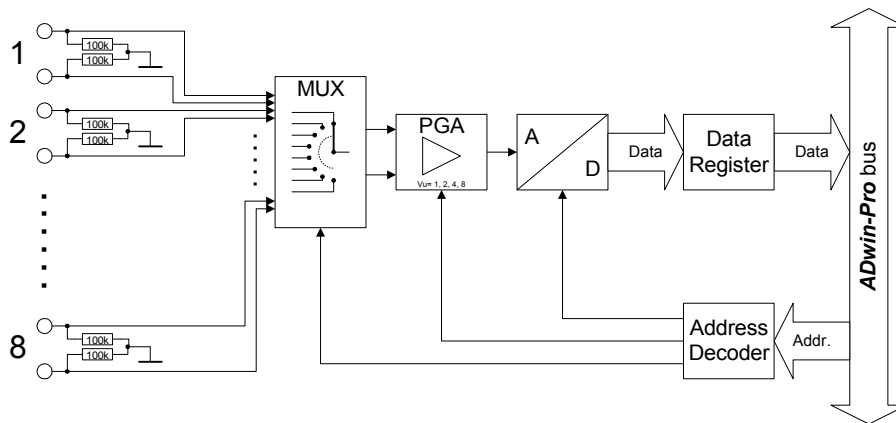 1
100k
100k
2
100k
100k
8
100k
100k
MUX
PGA
Vu= 1, 2, 4, 8
A
D
Data
Data
Register
Data
Address
Decoder
Addr.
ADwin-Pro bus